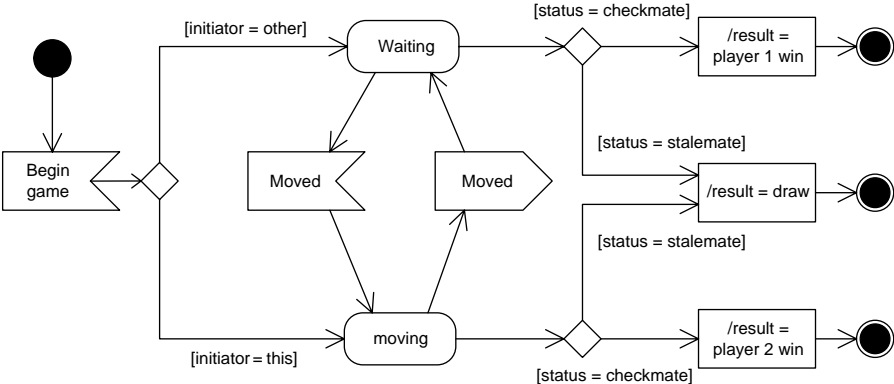 [status = checkmate]
[initiator = other]
Waiting
/result =
player 1 win
[status = stalemate]
Begin
game
Moved
Moved
/result = draw
[status = stalemate]
moving
/result =
player 2 win
[initiator = this]
[status = checkmate]